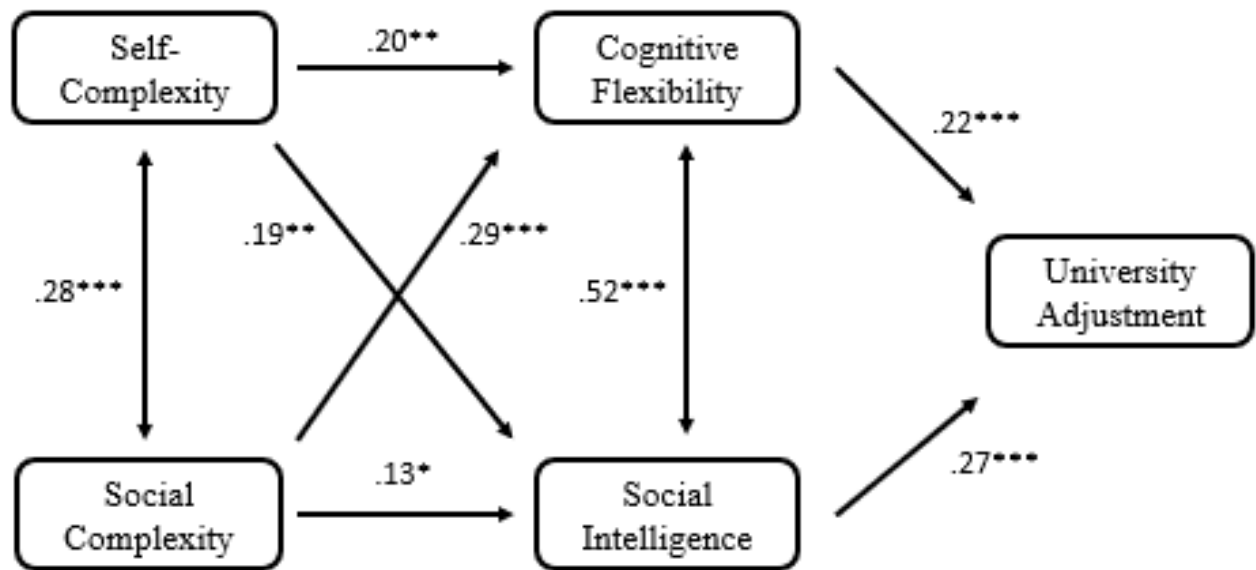 Self-
Complexity
.20**
Cognitive
Flexibility
.22***
.19**
.29***
.28***
.52***
University
Adjustment
Social
Complexity
.13*
Social
Intelligence
.27***